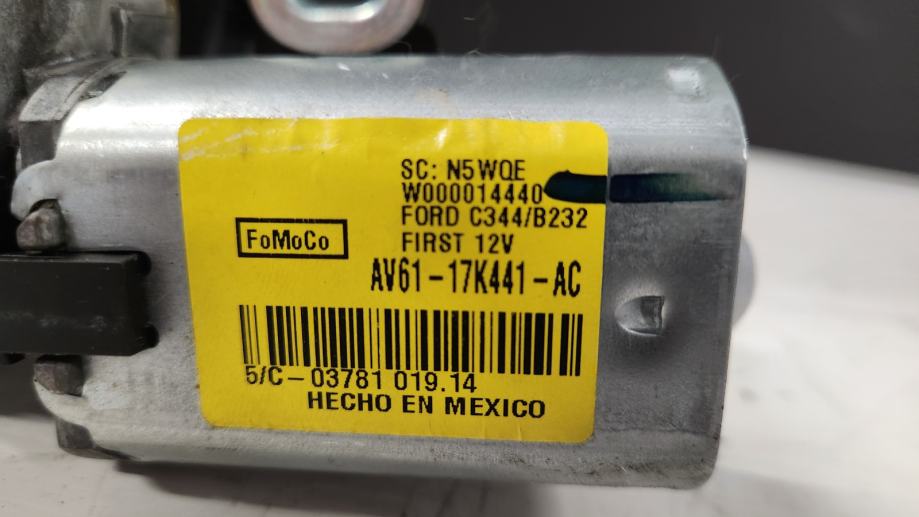 SC: N5WQE
W000014440
FORD C344/B232
FoMoCo
FIRST 12V
AV61-17K441-AC
5/C-03781 019.14
HECHO EN MEXICO